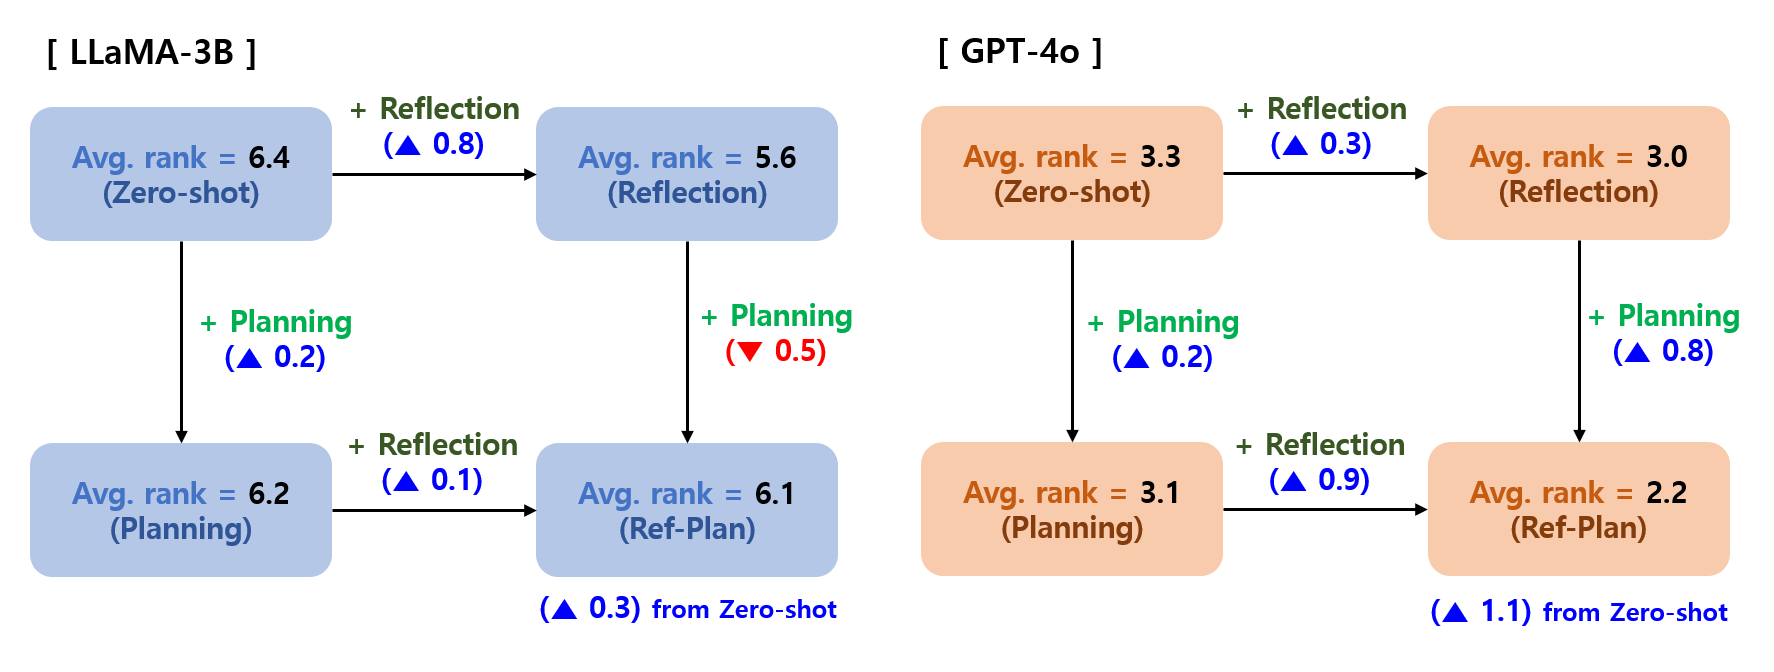 [ LLaMA-3B ]
+ Reflection
(▲ 0.8)
Avg. rank = 6.4
(Zero-shot)
Avg. rank = 5.6
(Reflection)
+ Planning
(▲ 0.2)
+ Planning
(▼ 0.5)
+ Reflection
(▲ 0.1)
Avg. rank = 6.2
(Planning)
Avg. rank = 6.1
(Ref-Plan)
(▲ 0.3) from Zero-shot
[ GPT-4o ]
+ Reflection
(▲ 0.3)
Avg. rank = 3.3
(Zero-shot)
Avg. rank = 3.0
(Reflection)
+ Planning
(▲ 0.2)
+ Planning
(▲ 0.8)
+ Reflection
(▲ 0.9)
Avg. rank = 3.1
(Planning)
Avg. rank = 2.2
(Ref-Plan)
(▲ 1.1) from Zero-shot